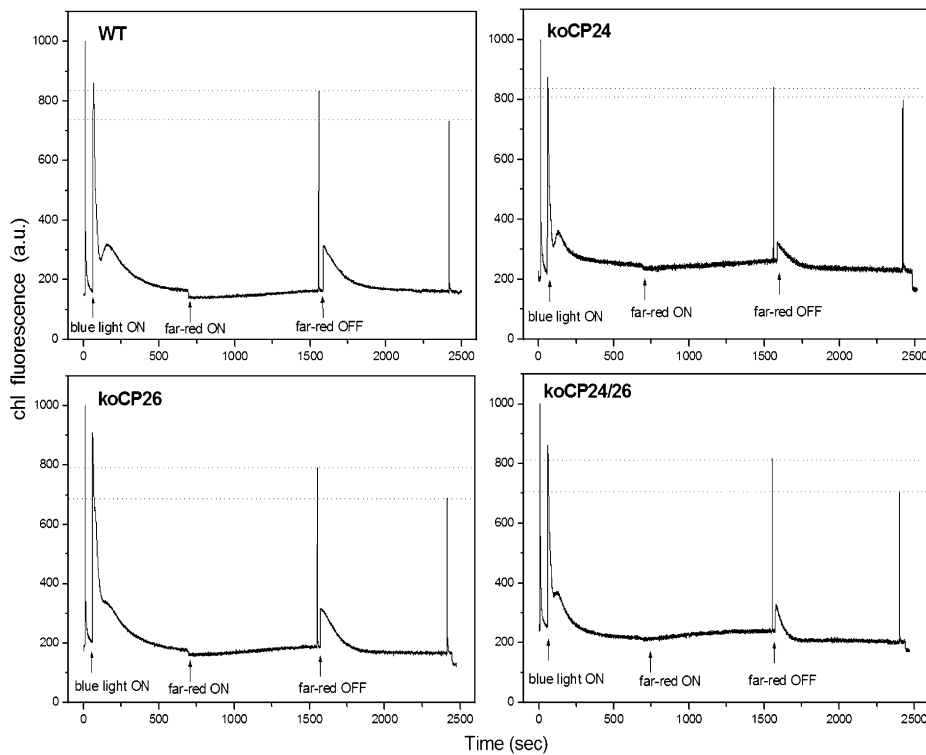 WT
1000
800
600
400
200
0
0 500 1000 1500 2000 2500
blue light ON
far-red ON
far-red OFF
koCP24
1000
800
600
400
200
0
0 500 1000 1500 2000 2500
blue light ON
far-red ON
far-red OFF
chl fluorescence (a.u.)
koCP26
1000
800
600
400
200
0
0 500 1000 1500 2000 2500
blue light ON
far-red ON
far-red OFF
koCP24/26
1000
800
600
400
200
0
0 500 1000 1500 2000 2500
blue light ON
far-red ON
far-red OFF
Time (sec)